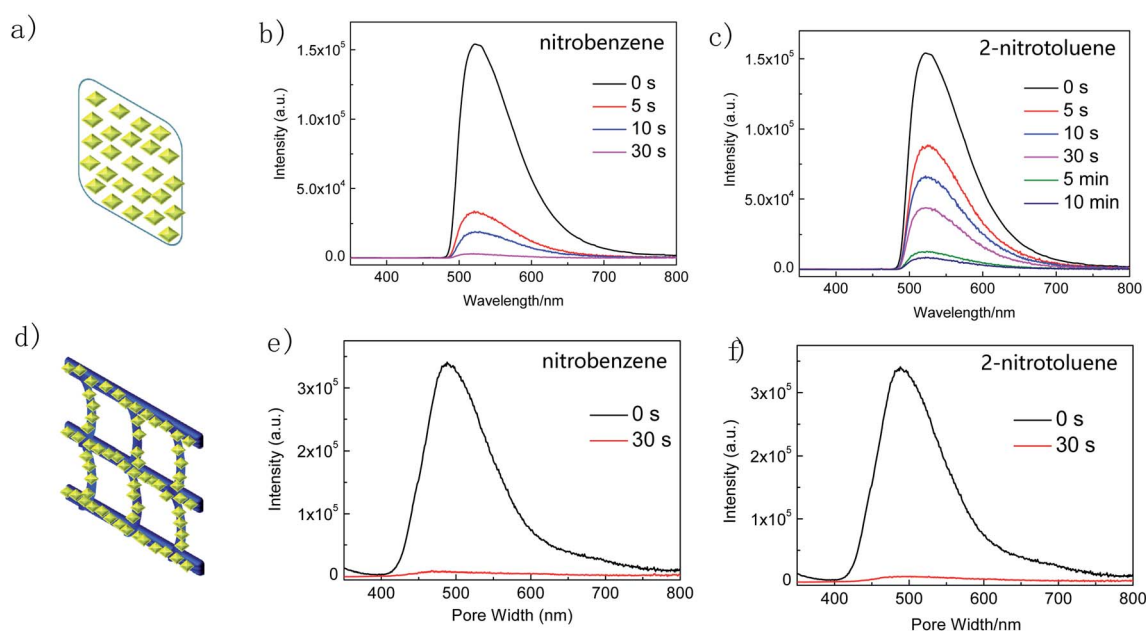 a)
b)
nitrobenzene
1.5x10⁵
1.0x10⁵
5.0x10⁴
0.0
Intensity (a.u.)
0 s
5 s
10 s
30 s
400 500 600 700 800
Wavelength/nm
c)
2-nitrotoluene
1.5x10⁵
1.0x10⁵
5.0x10⁴
0.0
Intensity (a.u.)
0 s
5 s
10 s
30 s
5 min
10 min
400 500 600 700 800
Wavelength/nm
d)
e)
nitrobenzene
3x10⁵
2x10⁵
1x10⁵
0
Intensity (a.u.)
0 s
30 s
400 500 600 700 800
Pore Width (nm)
f)
2-nitrotoluene
3x10⁵
2x10⁵
1x10⁵
0
Intensity (a.u.)
0 s
30 s
400 500 600 700 800
Pore Width/nm